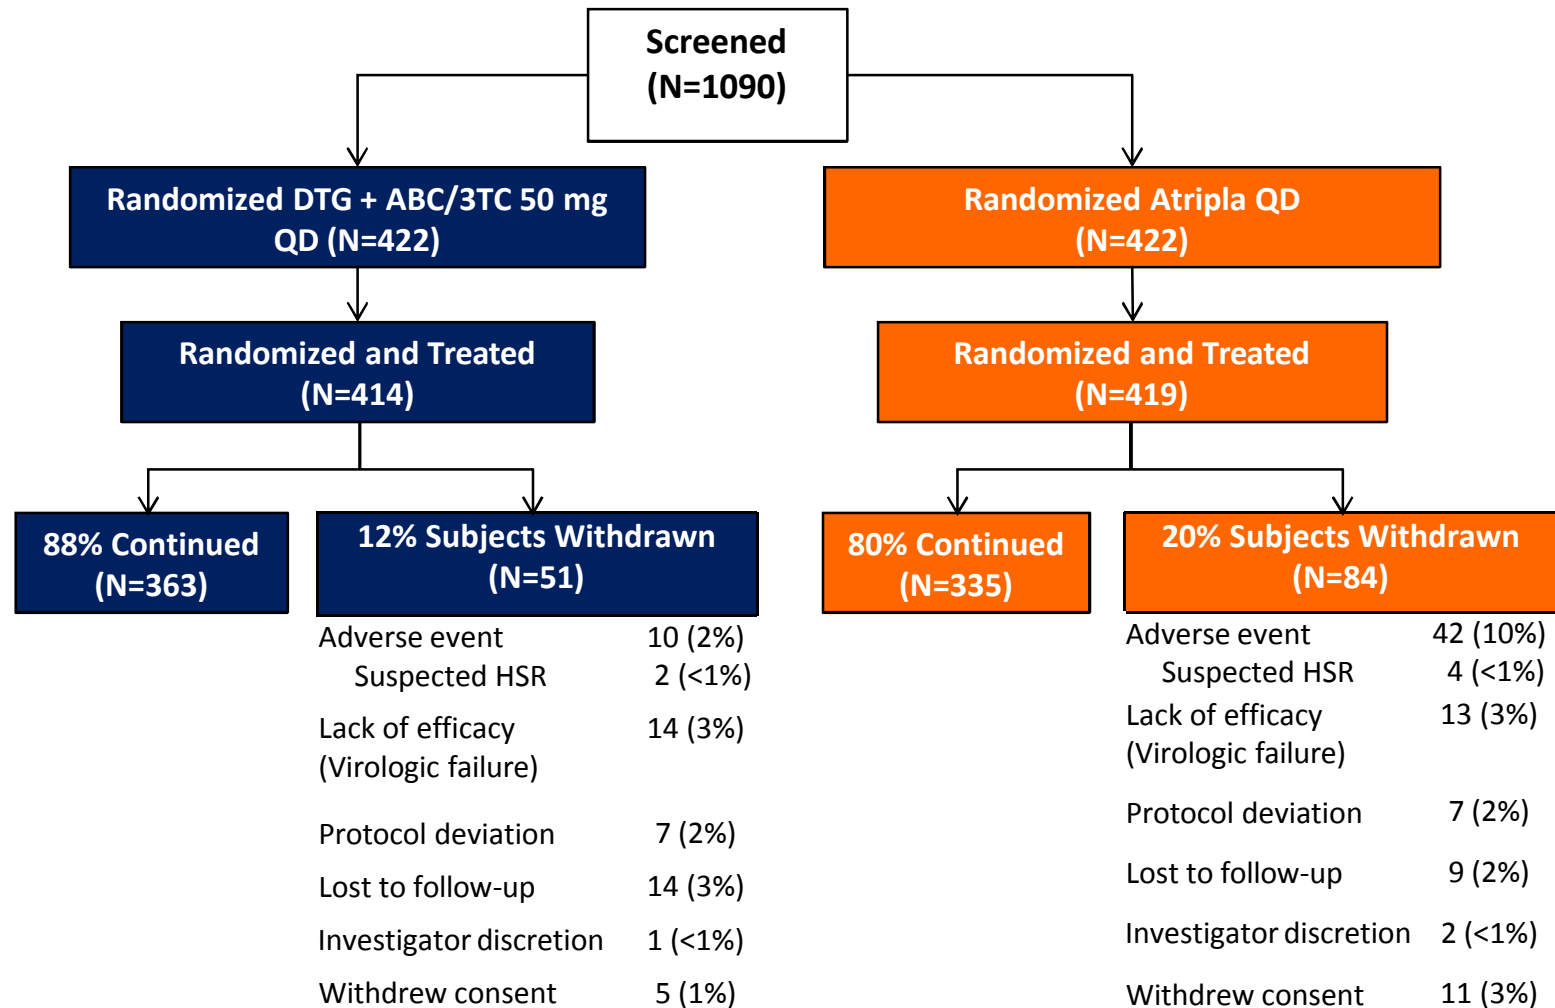 Screened
(N=1090)
Randomized DTG + ABC/3TC 50 mg
QD (N=422)
Randomized Atripla QD
(N=422)
Randomized and Treated
(N=414)
Randomized and Treated
(N=419)
88% Continued
(N=363)
12% Subjects Withdrawn
(N=51)
80% Continued
(N=335)
20% Subjects Withdrawn
(N=84)
Adverse event 10 (2%)
Suspected HSR 2 (<1%)
Lack of efficacy 14 (3%)
(Virologic failure)
Protocol deviation 7 (2%)
Lost to follow-up 14 (3%)
Investigator discretion 1 (<1%)
Withdrew consent 5 (1%)
Adverse event 42 (10%)
Suspected HSR 4 (<1%)
Lack of efficacy 13 (3%)
(Virologic failure)
Protocol deviation 7 (2%)
Lost to follow-up 9 (2%)
Investigator discretion 2 (<1%)
Withdrew consent 11 (3%)